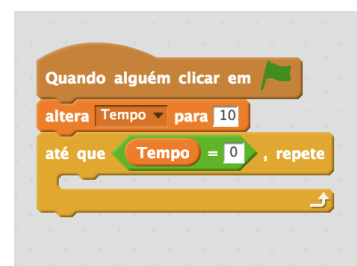 Quando alguém clicar em
altera Tempo para 10
até que Tempo = 0 , repete